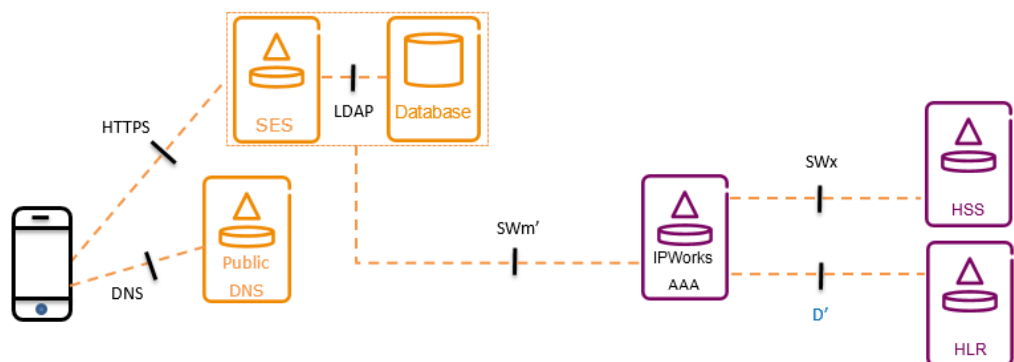 SES
LDAP
Database
HTTPS
Public
DNS
DNS
SWm’
IPWorks
AAA
SWx
HSS
D’
HLR